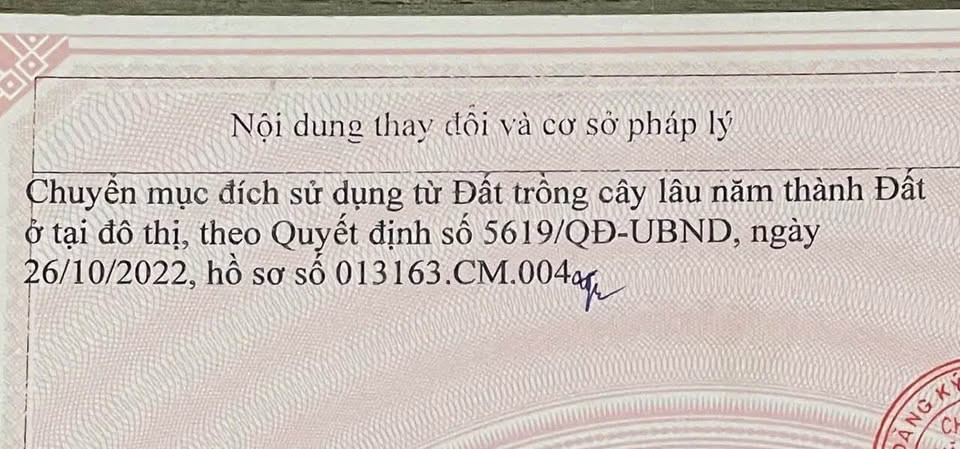 Nội dung thay đổi và cơ sở pháp lý
Chuyển mục đích sử dụng từ Đất trồng cây lâu năm thành Đất
ở tại đô thị, theo Quyết định số 5619/QĐ-UBND, ngày
26/10/2022, hồ sơ số 013163.CM.004
ĐĂNG KÝ